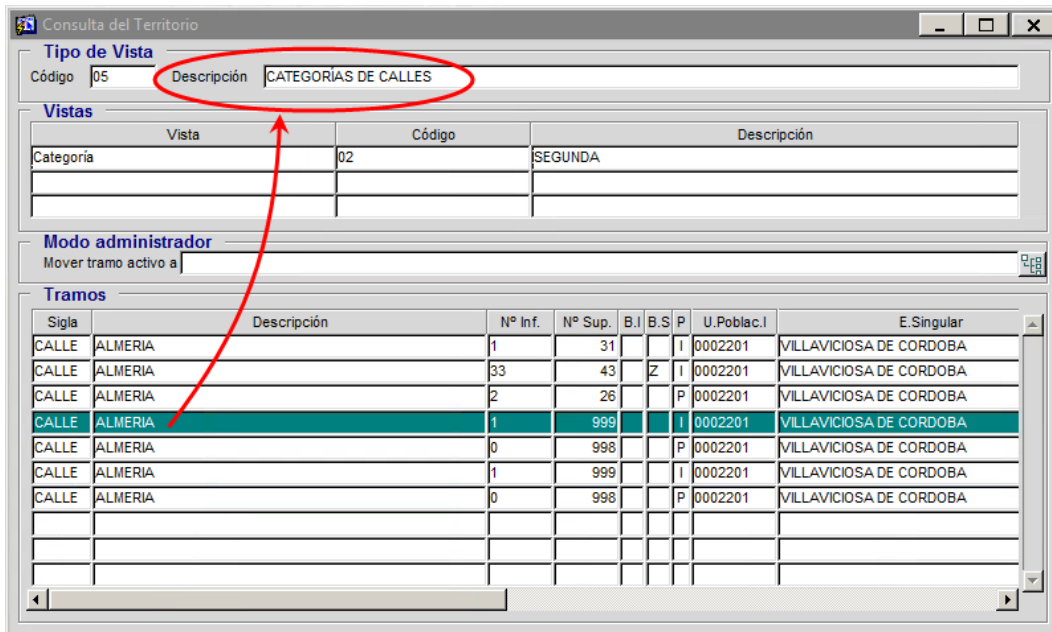 Consulta del Territorio
Tipo de Vista
Código 05 Descripción CATEGORÍAS DE CALLES
Vistas
Vista Código Descripción
Categoría 02 SEGUNDA
Modo administrador
Mover tramo activo a
Tramos
Sigla Descripción Nº Inf. Nº Sup. B.I B.S P U.Poblac.I E.Singular
CALLE ALMERIA 1 31 I 0002201 VILLAVICIOSA DE CORDOBA
CALLE ALMERIA 33 43 Z I 0002201 VILLAVICIOSA DE CORDOBA
CALLE ALMERIA 2 26 P 0002201 VILLAVICIOSA DE CORDOBA
CALLE ALMERIA 1 999 I 0002201 VILLAVICIOSA DE CORDOBA
CALLE ALMERIA 0 998 P 0002201 VILLAVICIOSA DE CORDOBA
CALLE ALMERIA 1 999 I 0002201 VILLAVICIOSA DE CORDOBA
CALLE ALMERIA 0 998 P 0002201 VILLAVICIOSA DE CORDOBA